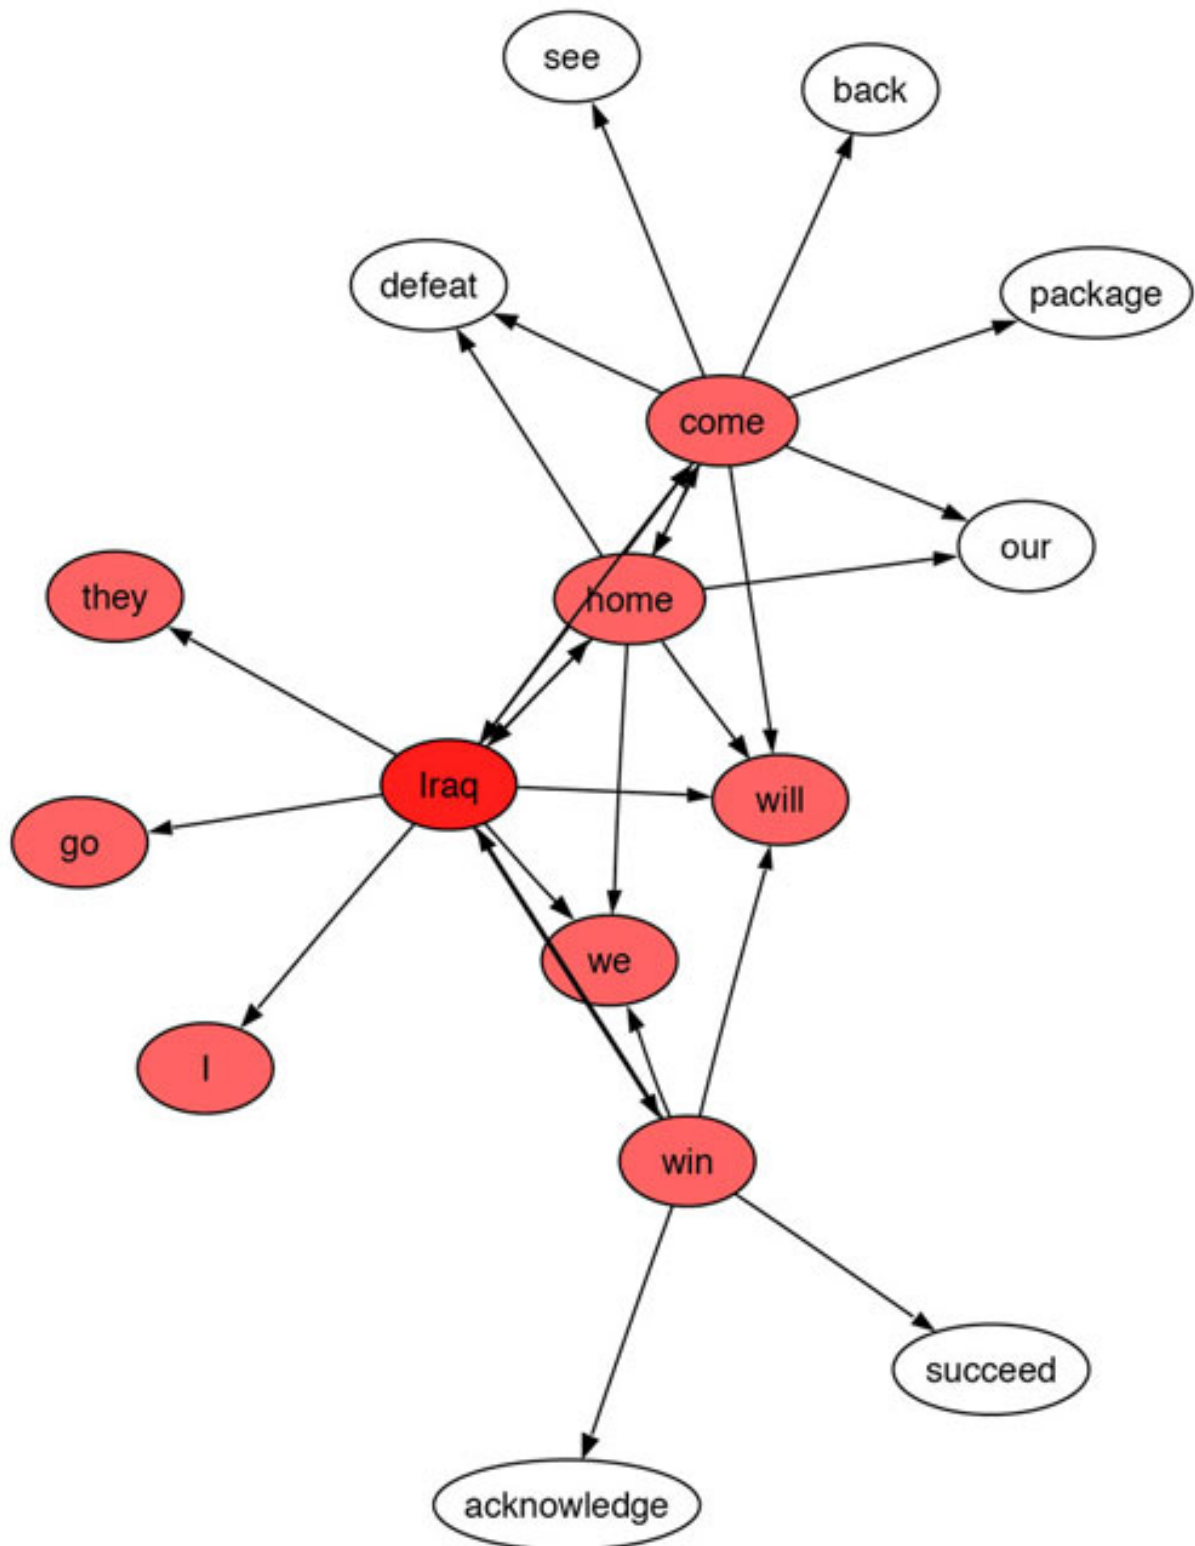 see
back
defeat
package
come
our
they
home
Iraq
will
go
we
I
win
succeed
acknowledge